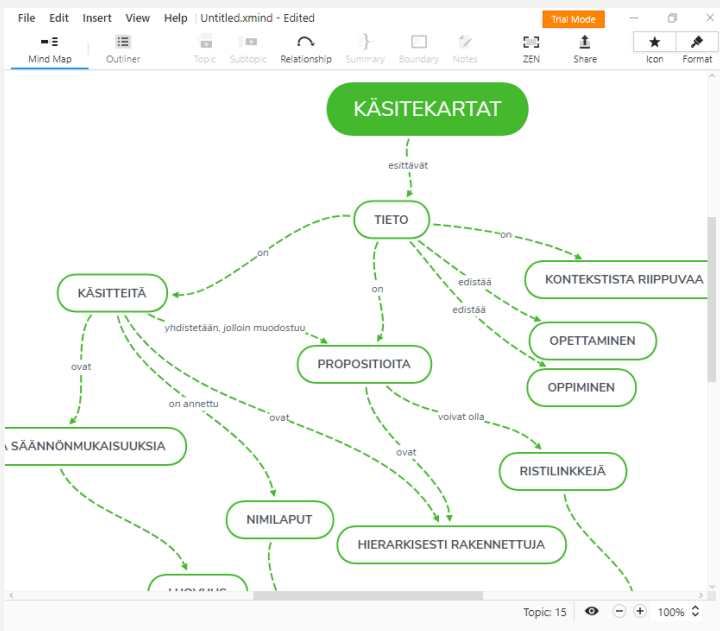 File Edit Insert View Help Untitled.xmind - Edited Trial Mode
Mind Map Outliner Topic Subtopic Relationship Summary Boundary Notes ZEN Share Icon Format
KÄSITEKARTAT
esittävät
TIETO
on
on
KONTEKSTISTA RIIPPUVAA
KÄSITTEITÄ
edistää
on
edistää
yhdistetään, jolloin muodostuu
OPETTAMINEN
PROPOSITIOITA
ovat
OPPIMINEN
on annettu
ovat
voivat olla
A SÄÄNNÖNMUKAISUUKSIA
ovat
RISTILINKKEJÄ
NIMILAPUT
HIERARKISESTI RAKENNETTUJA
Topic: 15 100%